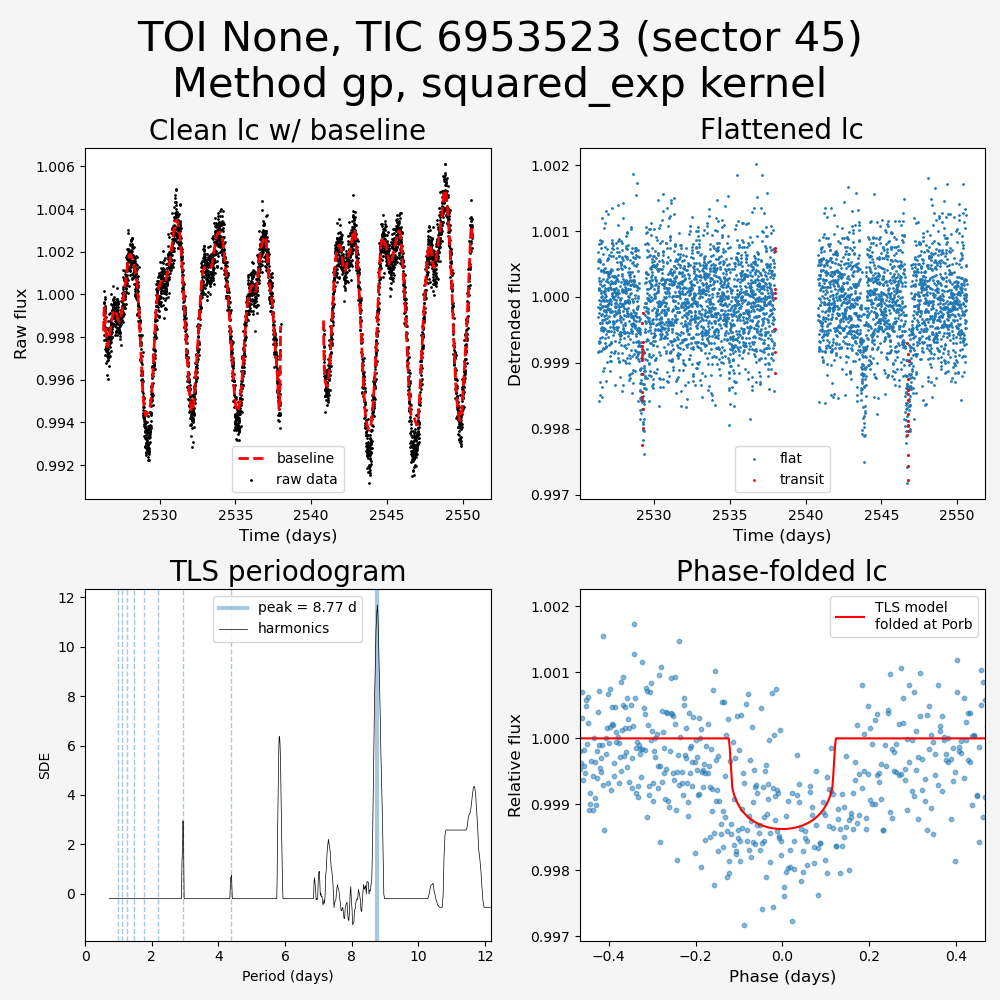 TOI None, TIC 6953523 (sector 45)
Method gp, squared_exp kernel
Clean lc w/ baseline
1.006
1.004
1.002
1.000
0.998
0.996
0.994
0.992
Raw flux
baseline
raw data
2530
2535
2540
2545
2550
Time (days)
Flattened lc
1.002
1.001
1.000
0.999
0.998
0.997
Detrended flux
flat
transit
2530
2535
2540
2545
2550
Time (days)
TLS periodogram
12
10
8
6
4
2
0
SDE
peak = 8.77 d
harmonics
0
2
4
6
8
10
12
Period (days)
Phase-folded lc
1.002
1.001
1.000
0.999
0.998
0.997
Relative flux
TLS model
folded at Porb
−0.4
−0.2
0.0
0.2
0.4
Phase (days)